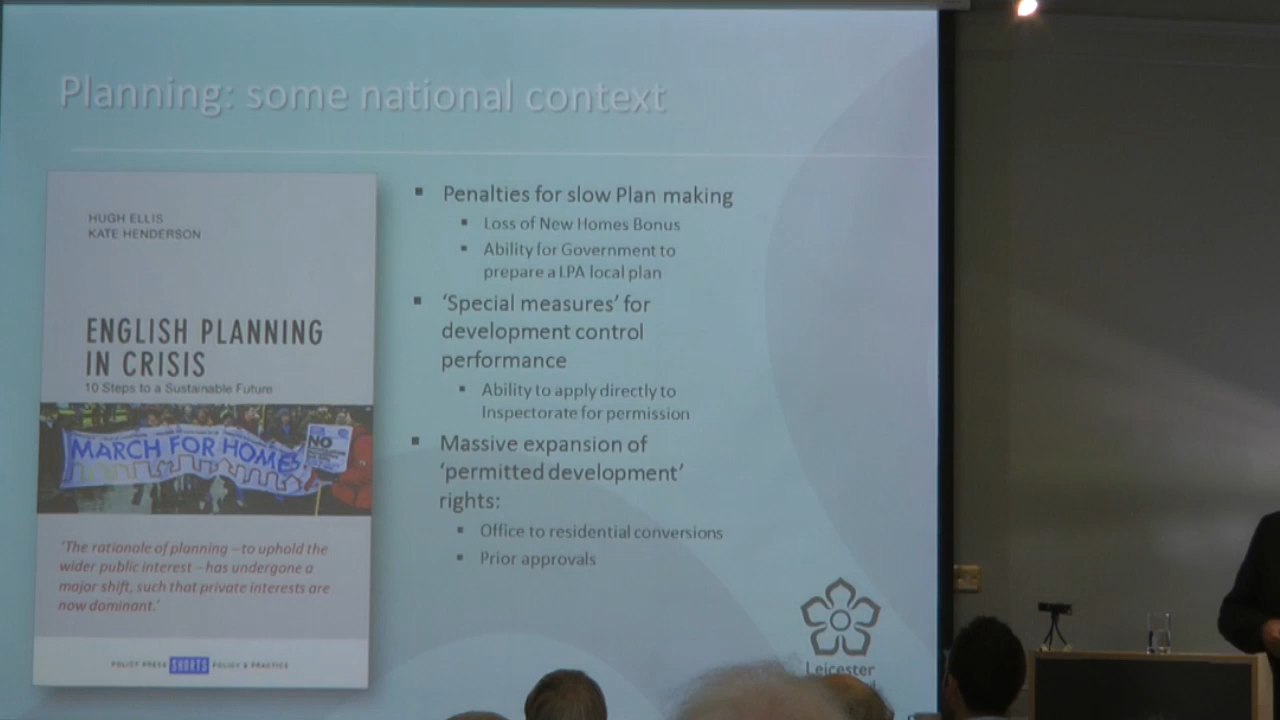 Planning: some national context
HUGH ELLIS
KATE HENDERSON
ENGLISH PLANNING
IN CRISIS
10 Steps to a Sustainable Future
MARCH FOR HOMES
NO
'The rationale of planning – to uphold the
wider public interest – has undergone a
major shift, such that private interests are
now dominant.'
POLICY PRESS SHORTS POLICY & PRACTICE
Penalties for slow Plan making
Loss of New Homes Bonus
Ability for Government to
prepare a LPA local plan
'Special measures' for
development control
performance
Ability to apply directly to
Inspectorate for permission
Massive expansion of
'permitted development'
rights:
Office to residential conversions
Prior approvals
Leicester